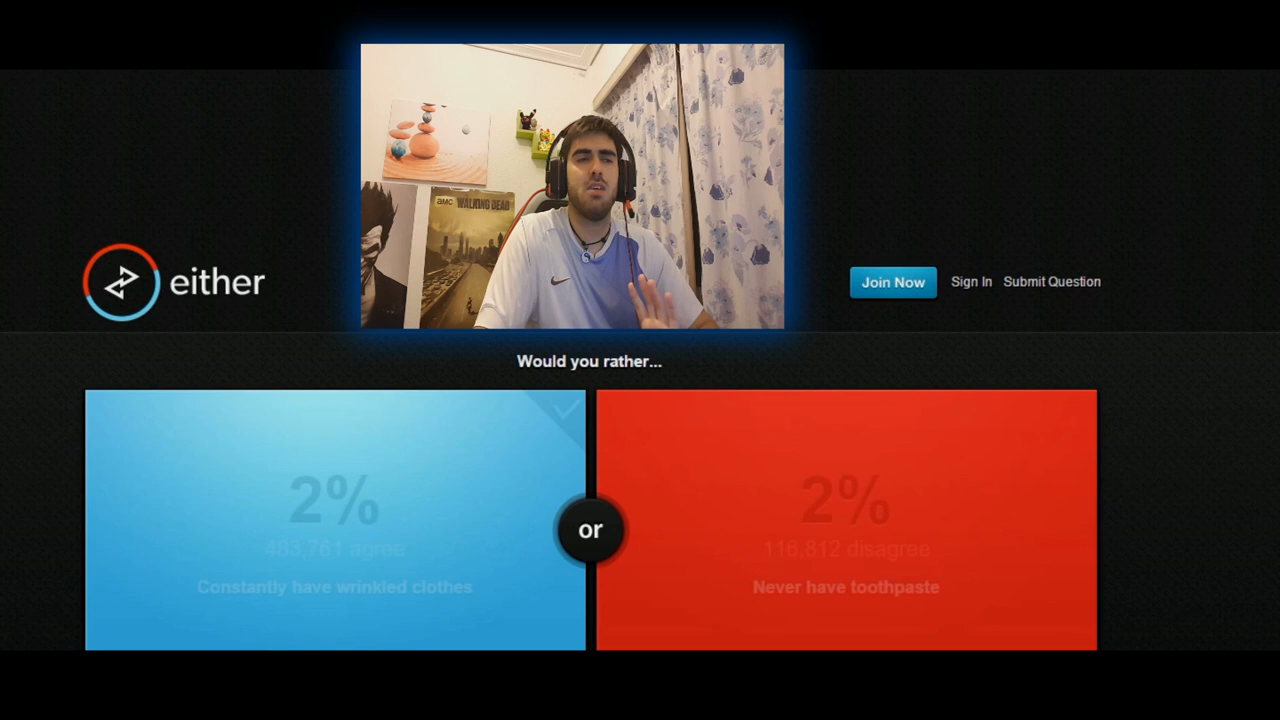 AMC WALKING DEAD
either
Join Now
Sign In
Submit Question
Would you rather...
2%
483,761 agree
Constantly have wrinkled clothes
or
2%
116,812 disagree
Never have toothpaste